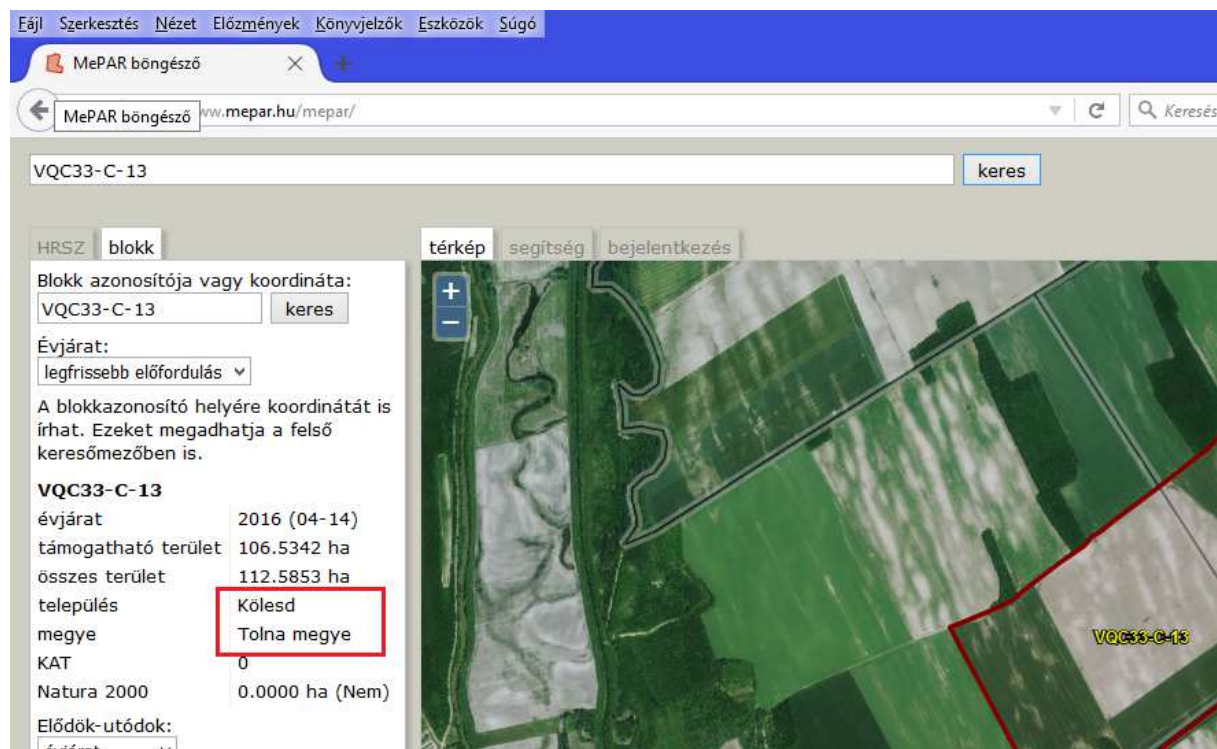 Fájl Szerkesztés Nézet Előzmények Könyvjelzők Eszközök Súgó
MePAR böngésző
MePAR böngésző
ww.mepar.hu/mepar/
Keresés
VQC33-C-13
keres
HRSZ blokk
térkép segítség bejelentkezés
Blokk azonosítója vagy koordináta:
VQC33-C-13 keres
Évjárat:
legfrissebb előfordulás
A blokkazonosító helyére koordinátát is
írhat. Ezeket megadhatja a felső
keresőmezőben is.
VQC33-C-13
évjárat 2016 (04-14)
támogatható terület 106.5342 ha
összes terület 112.5853 ha
település Kölesd
megye Tolna megye
KAT 0
Natura 2000 0.0000 ha (Nem)
Elődök-utódok:
+
−
VQC33-C-13